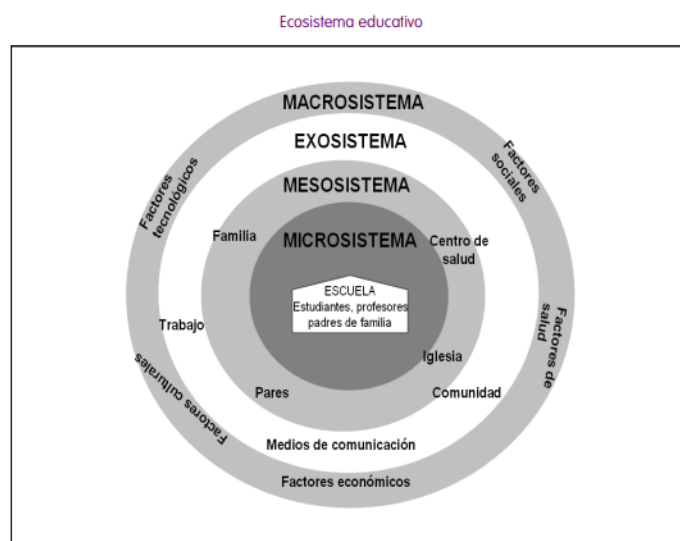 Ecosistema educativo
MACROSISTEMA
EXOSISTEMA
Factores
sociales
Factores
tecnológicos
MESOSISTEMA
Familia
MICROSISTEMA
Centro de
salud
ESCUELA
Estudiantes, profesores
padres de familia
Trabajo
Factores de
salud
Iglesia
Factores culturales
Pares
Comunidad
Medios de comunicación
Factores económicos